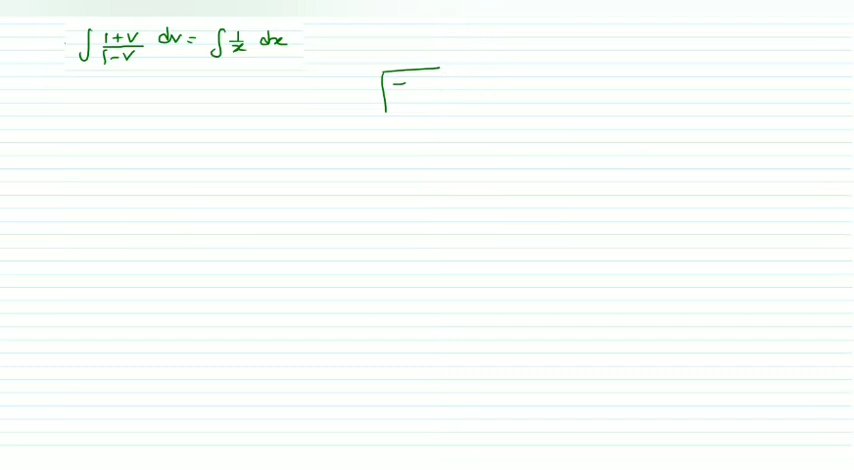 ∫ (1+v)/(1-v) dv = ∫ 1/x dx
-